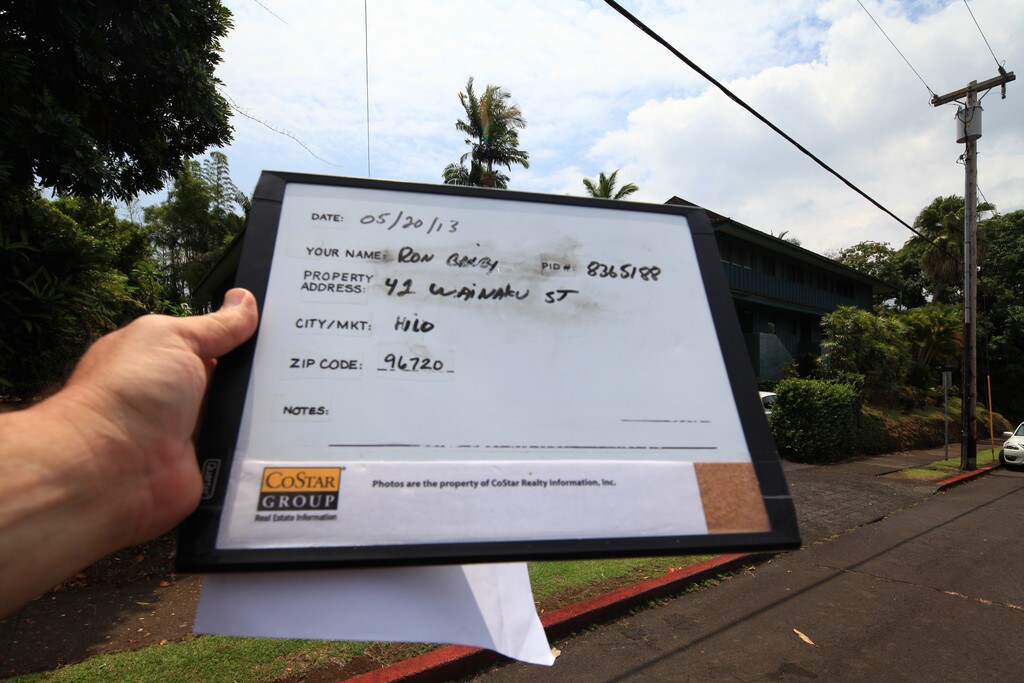 DATE: 05/20/13
YOUR NAME: RON BAKBY PID#: 8365188
PROPERTY ADDRESS: 42 WAINAKU ST
CITY/MKT: Hilo
ZIP CODE: 96720
NOTES:
COSTAR GROUP
Real Estate Information
Photos are the property of CoStar Realty Information, Inc.